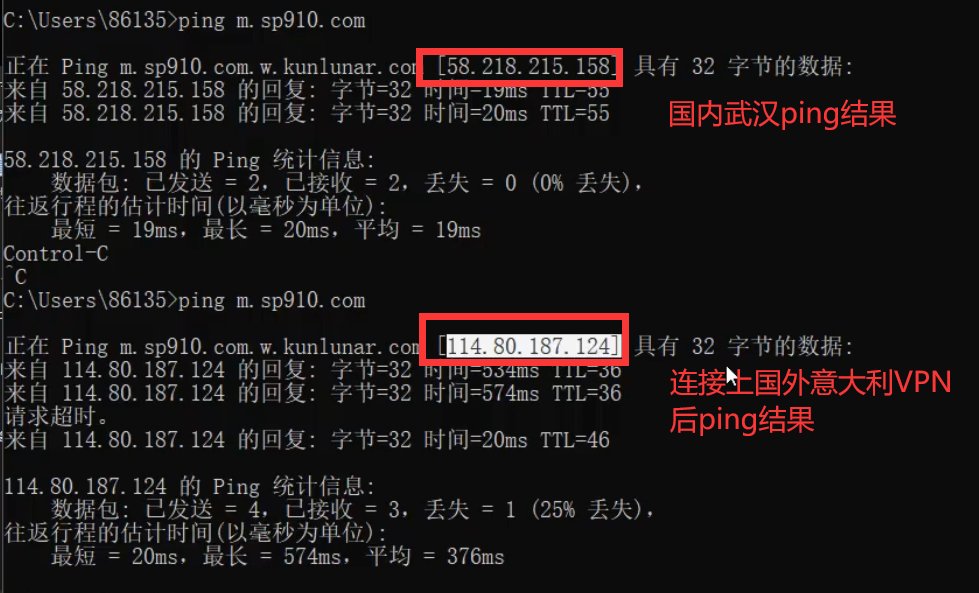 C:\Users\86135>ping m.sp910.com
正在 Ping m.sp910.com.w.kunlunar.com [58.218.215.158] 具有 32 字节的数据:
来自 58.218.215.158 的回复: 字节=32 时间=19ms TTL=55
来自 58.218.215.158 的回复: 字节=32 时间=20ms TTL=55
国内武汉ping结果
58.218.215.158 的 Ping 统计信息:
数据包: 已发送 = 2，已接收 = 2，丢失 = 0 (0% 丢失)，
往返行程的估计时间(以毫秒为单位):
最短 = 19ms，最长 = 20ms，平均 = 19ms
Control-C
^C
C:\Users\86135>ping m.sp910.com
正在 Ping m.sp910.com.w.kunlunar.com [114.80.187.124] 具有 32 字节的数据:
来自 114.80.187.124 的回复: 字节=32 时间=534ms TTL=36
来自 114.80.187.124 的回复: 字节=32 时间=574ms TTL=36
请求超时。
来自 114.80.187.124 的回复: 字节=32 时间=20ms TTL=46
连接上国外意大利VPN
后ping结果
114.80.187.124 的 Ping 统计信息:
数据包: 已发送 = 4，已接收 = 3，丢失 = 1 (25% 丢失)，
往返行程的估计时间(以毫秒为单位):
最短 = 20ms，最长 = 574ms，平均 = 376ms